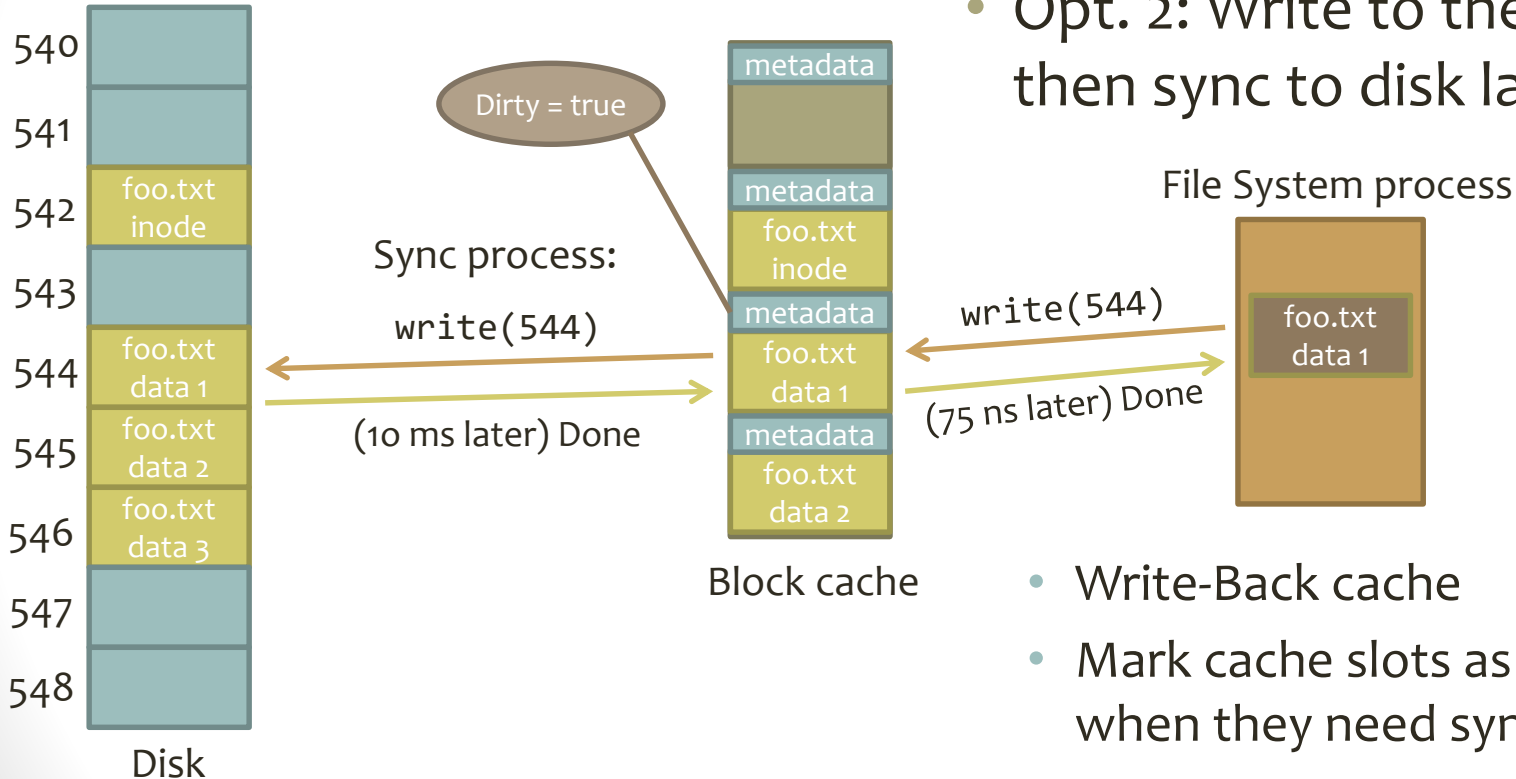 540
541
542
543
544
545
546
547
548
foo.txt
inode
foo.txt
data 1
foo.txt
data 2
foo.txt
data 3
Disk
Dirty = true
Sync process:
write(544)
(10 ms later) Done
metadata
metadata
foo.txt
inode
metadata
foo.txt
data 1
metadata
foo.txt
data 2
Block cache
• Opt. 2: Write to the
then sync to disk la
File System process
write(544)
(75 ns later) Done
foo.txt
data 1
• Write-Back cache
• Mark cache slots as
when they need syn